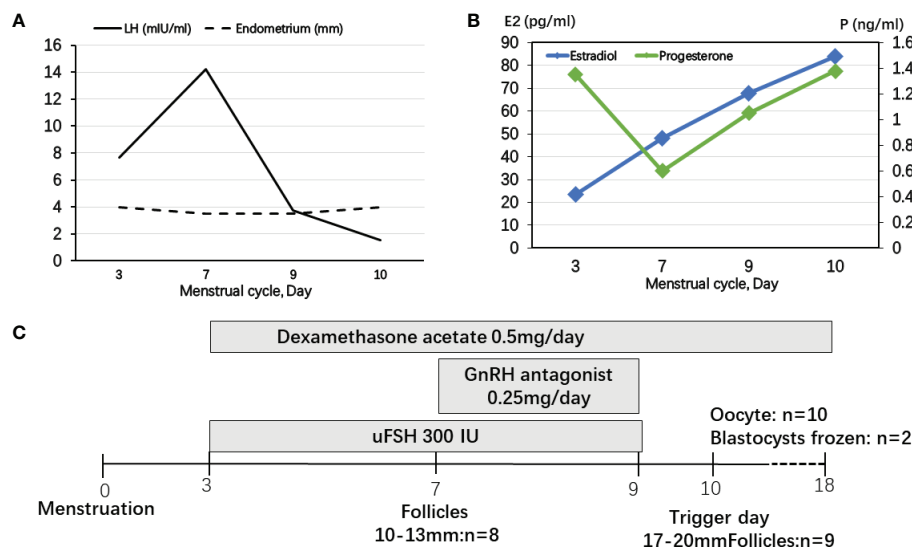 A
LH (mIU/ml)
Endometrium (mm)
16
14
12
10
8
6
4
2
0
3
7
9
10
Menstrual cycle, Day
B
E2 (pg/ml)
P (ng/ml)
Estradiol
Progesterone
90
80
70
60
50
40
30
20
10
0
1.6
1.4
1.2
1
0.8
0.6
0.4
0.2
0
3
7
9
10
Menstrual cycle, Day
C
Dexamethasone acetate 0.5mg/day
GnRH antagonist
0.25mg/day
uFSH 300 IU
Oocyte: n=10
Blastocysts frozen: n=2
0
3
7
9
10
18
Menstruation
Follicles
10-13mm:n=8
Trigger day
17-20mmFollicles:n=9